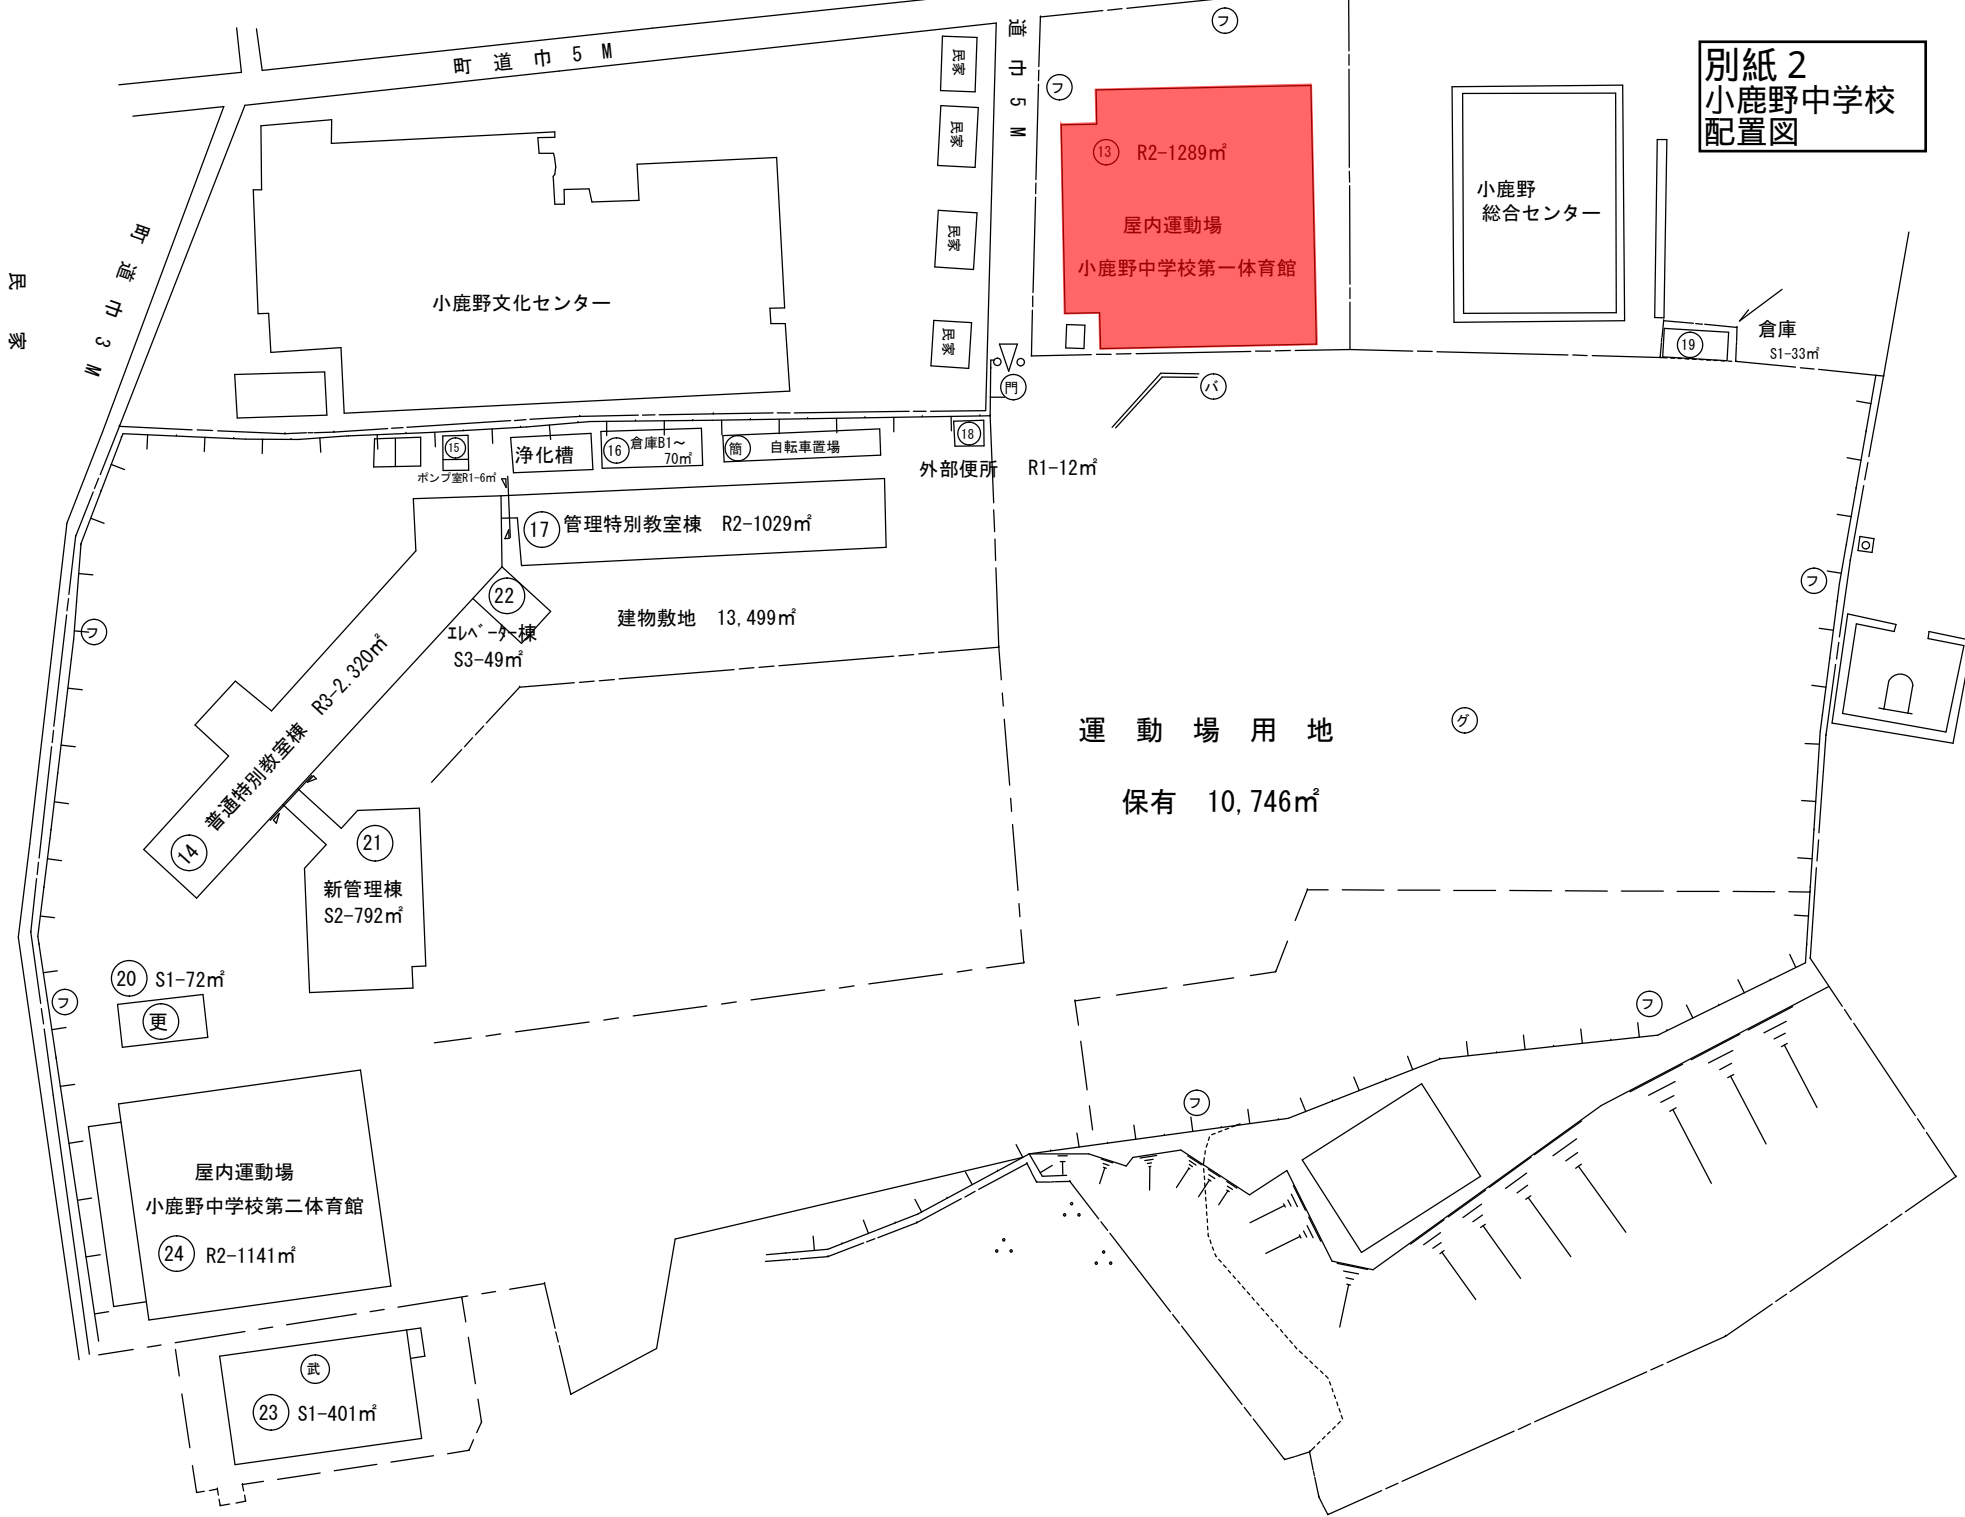 別紙２
小鹿野中学校
配置図
町道巾5M
道巾5M
町道巾3M
民家
民家
民家
民家
民家
フ
フ
⑬ R2-1289㎡
屋内運動場
小鹿野中学校第一体育館
小鹿野
総合センター
倉庫
S1-33㎡
⑲
小鹿野文化センター
門
バ
⑮
ポンプ室R1-6㎡
浄化槽
⑯ 倉庫B1～
70㎡
簡 自転車置場
⑱
外部便所 R1-12㎡
⑰ 管理特別教室棟 R2-1029㎡
㉒
ｴﾚﾍﾞｰﾀｰ棟
S3-49㎡
建物敷地 13,499㎡
フ
フ
⑭ 普通特別教室棟 R3-2.320㎡
運動場用地
グ
保有 10,746㎡
㉑
新管理棟
S2-792㎡
⑳ S1-72㎡
更
フ
フ
フ
屋内運動場
小鹿野中学校第二体育館
㉔ R2-1141㎡
武
㉓ S1-401㎡